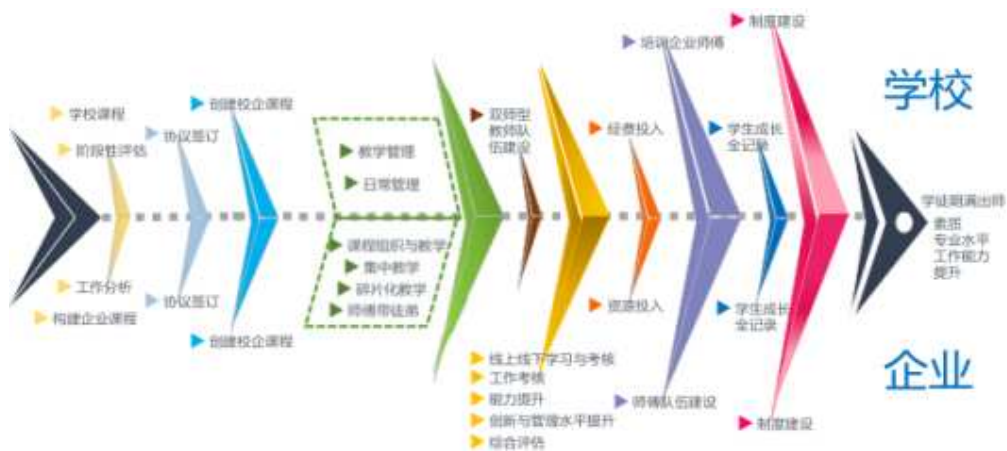 学校课程
阶段性评估
协议签订
创建校企课程
教学管理
日常管理
双师型
教师队
伍建设
经费投入
培训企业师傅
学生成长
全记录
制度建设
学校
学徒期满出师
素质
专业水平
工作能力
提升
工作分析
构建企业课程
协议签订
创建校企课程
课程组织与教学
集中教学
碎片化教学
师傅带徒弟
线上线下学习与考核
工作考核
能力提升
创新与管理水平提升
综合评估
资源投入
师傅队伍建设
学生成长
全记录
制度建设
企业